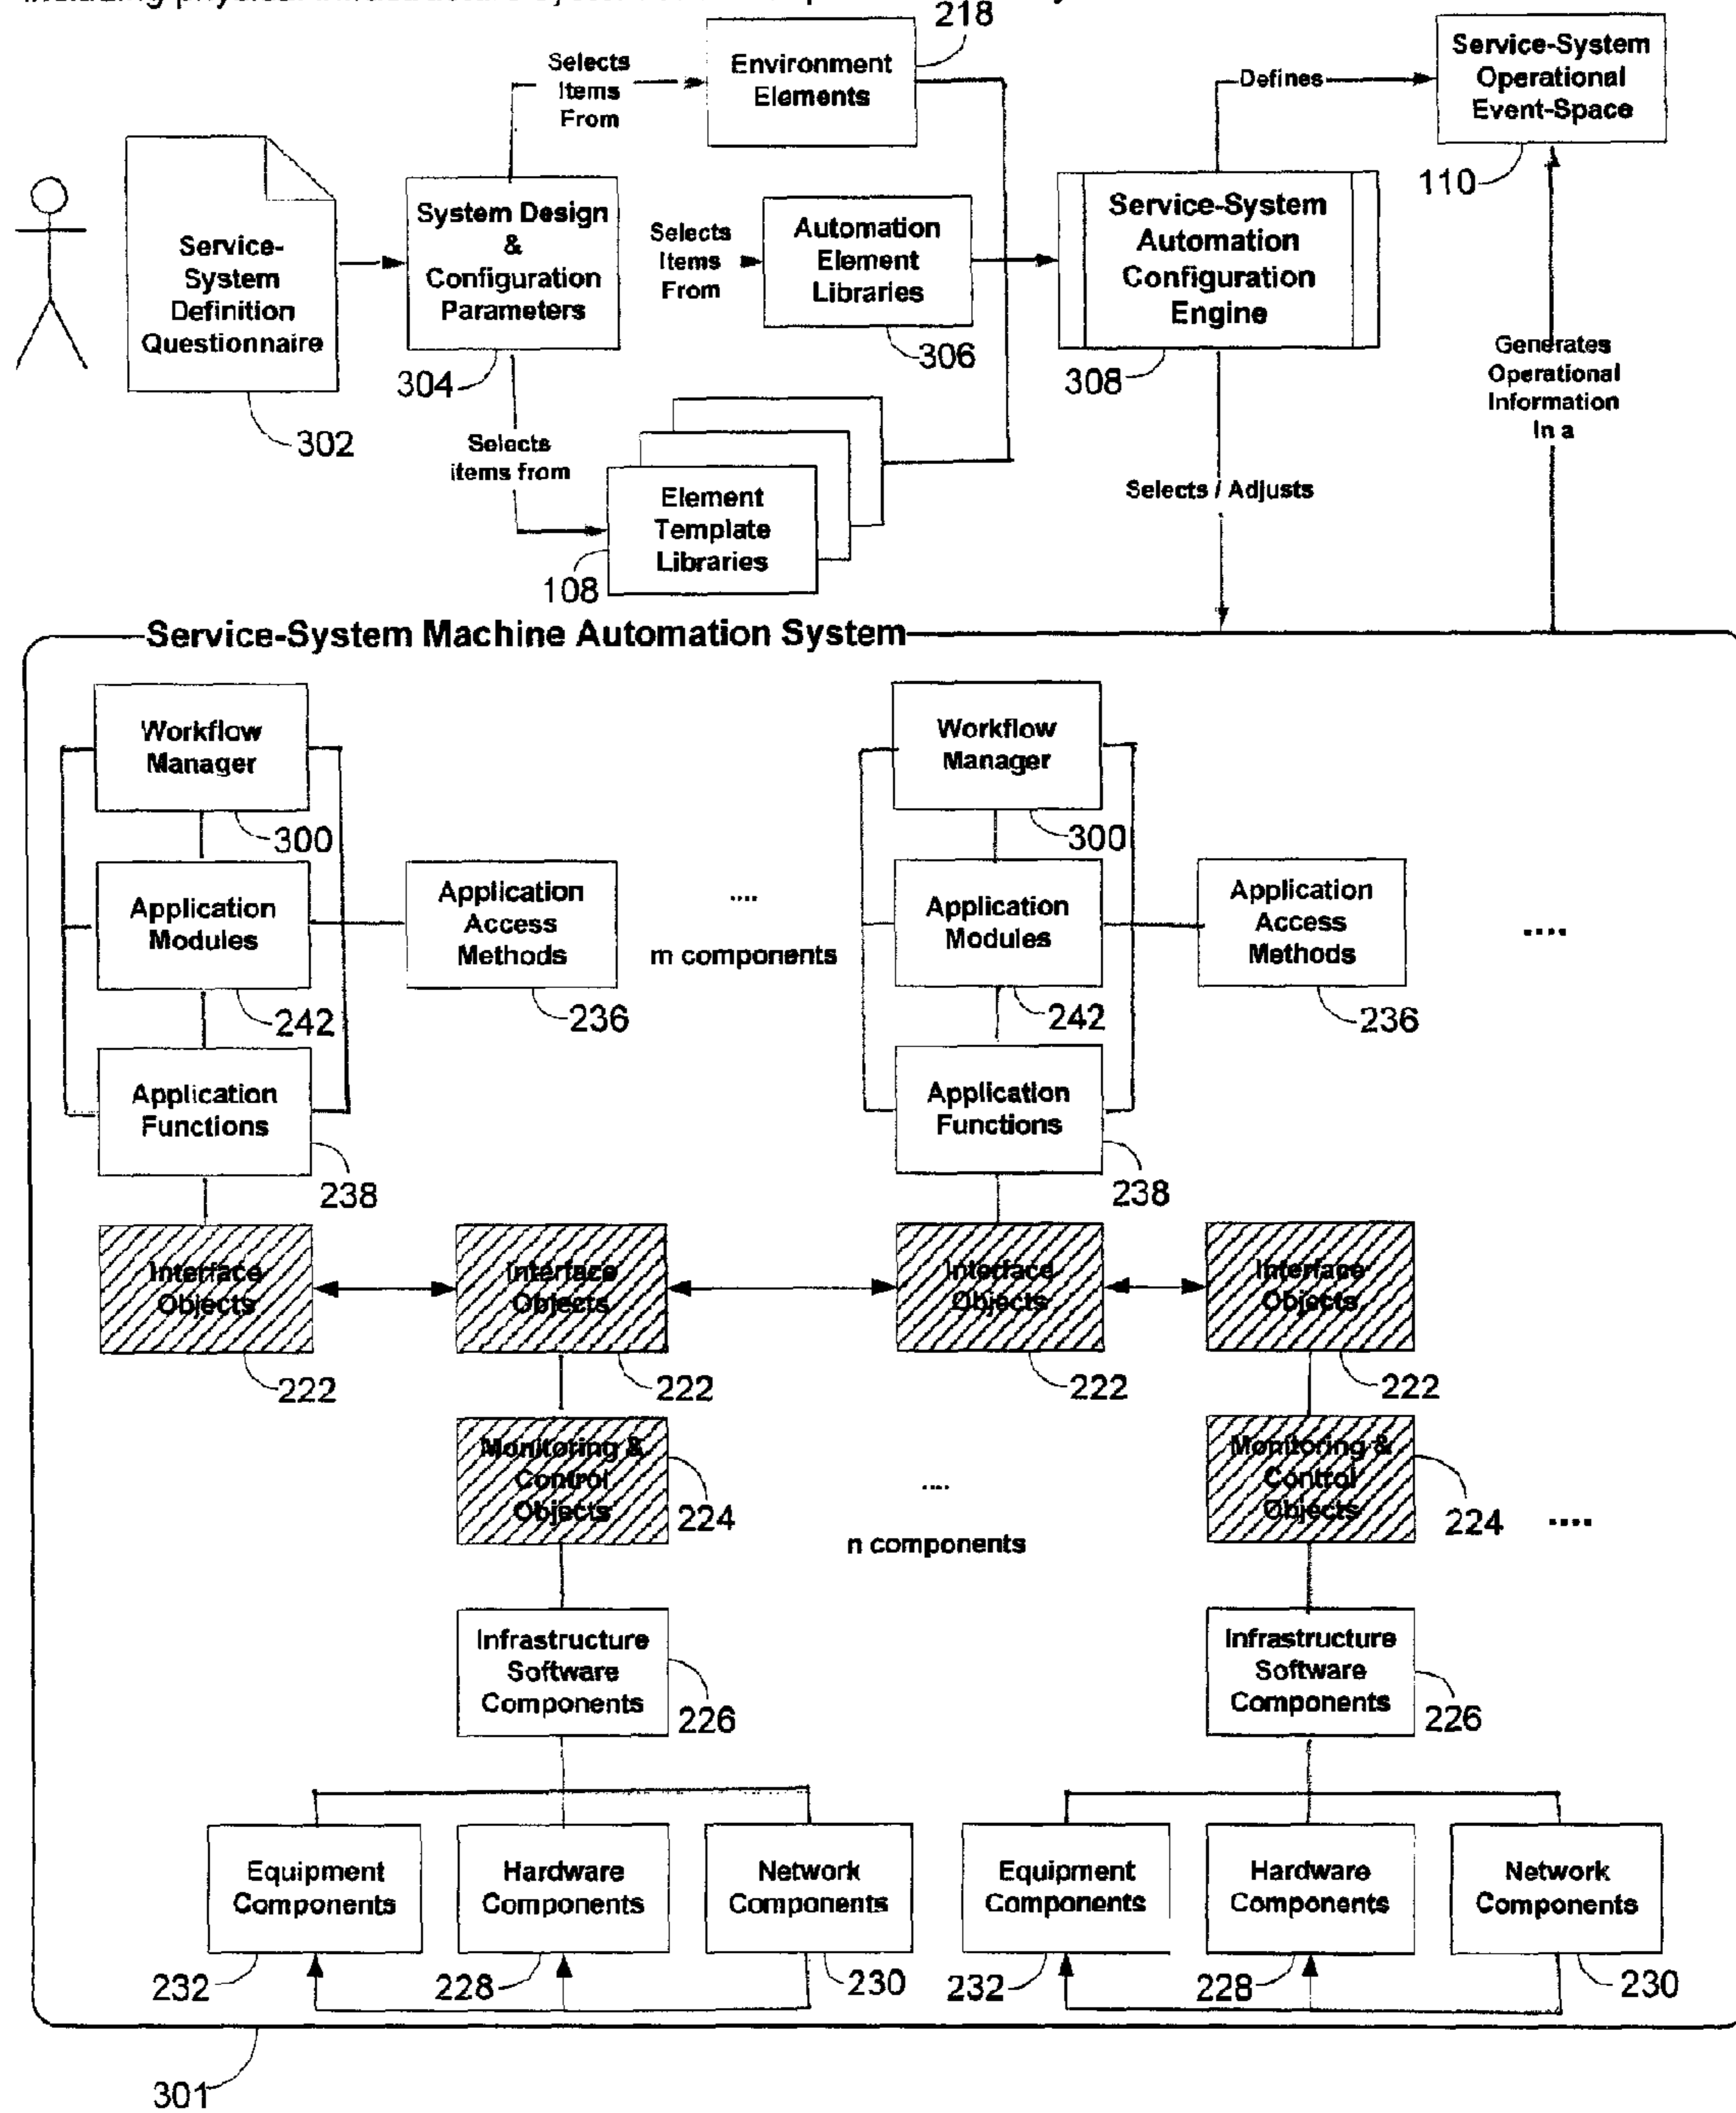 218
Selects
Items
From
Environment
Elements
Defines
Service-System
Operational
Event-Space
110
Service-
System
Definition
Questionnaire
302
System Design
&
Configuration
Parameters
304
Selects
Items
From
Automation
Element
Libraries
306
Service-System
Automation
Configuration
Engine
308
Generates
Operational
Information
In a
Selects
items from
Element
Template
Libraries
108
Selects / Adjusts
Service-System Machine Automation System
Workflow
Manager
300
Workflow
Manager
300
Application
Modules
242
Application
Access
Methods
236
....
m components
Application
Modules
242
Application
Access
Methods
236
....
Application
Functions
238
Application
Functions
238
Interface
Objects
222
Interface
Objects
222
Interface
Objects
222
Interface
Objects
222
Monitoring &
Control
Objects
224
....
n components
Monitoring &
Control
Objects
224
....
Infrastructure
Software
Components
226
Infrastructure
Software
Components
226
Equipment
Components
232
Hardware
Components
228
Network
Components
230
Equipment
Components
232
Hardware
Components
228
Network
Components
230
301